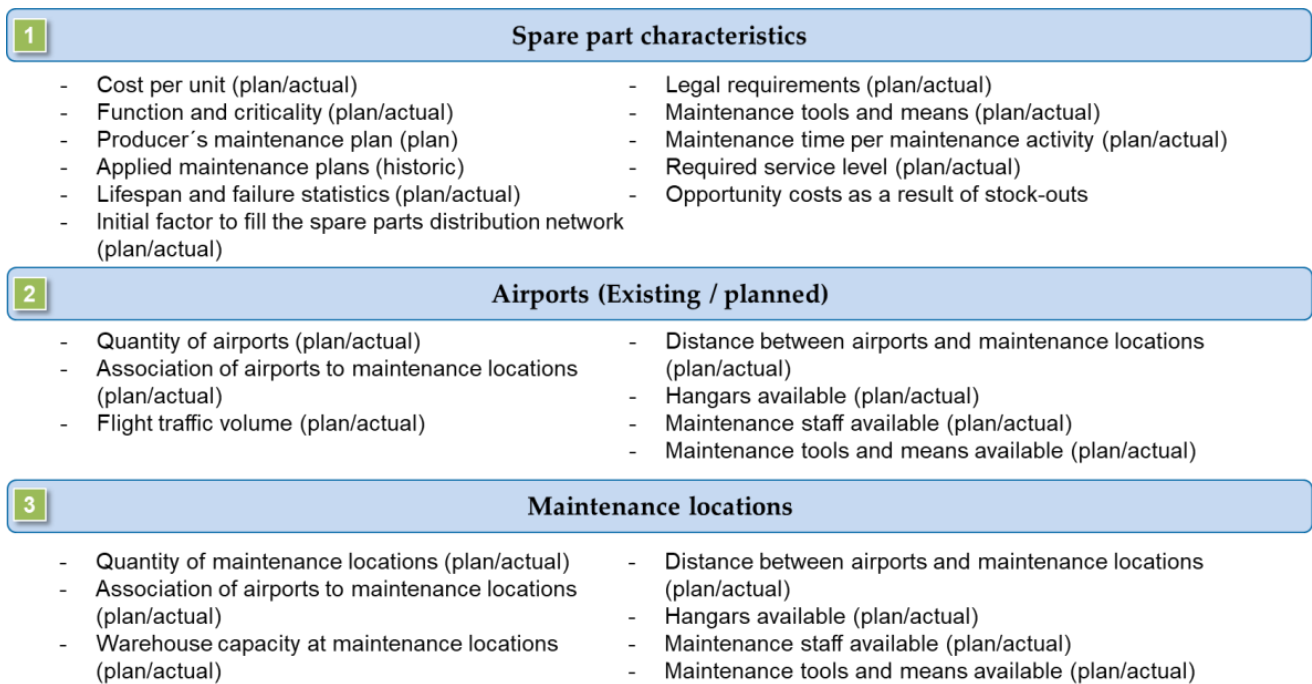 1
Spare part characteristics
- Cost per unit (plan/actual)
- Function and criticality (plan/actual)
- Producer´s maintenance plan (plan)
- Applied maintenance plans (historic)
- Lifespan and failure statistics (plan/actual)
- Initial factor to fill the spare parts distribution network
(plan/actual)
- Legal requirements (plan/actual)
- Maintenance tools and means (plan/actual)
- Maintenance time per maintenance activity (plan/actual)
- Required service level (plan/actual)
- Opportunity costs as a result of stock-outs
2
Airports (Existing / planned)
- Quantity of airports (plan/actual)
- Association of airports to maintenance locations
(plan/actual)
- Flight traffic volume (plan/actual)
- Distance between airports and maintenance locations
(plan/actual)
- Hangars available (plan/actual)
- Maintenance staff available (plan/actual)
- Maintenance tools and means available (plan/actual)
3
Maintenance locations
- Quantity of maintenance locations (plan/actual)
- Association of airports to maintenance locations
(plan/actual)
- Warehouse capacity at maintenance locations
(plan/actual)
- Distance between airports and maintenance locations
(plan/actual)
- Hangars available (plan/actual)
- Maintenance staff available (plan/actual)
- Maintenance tools and means available (plan/actual)